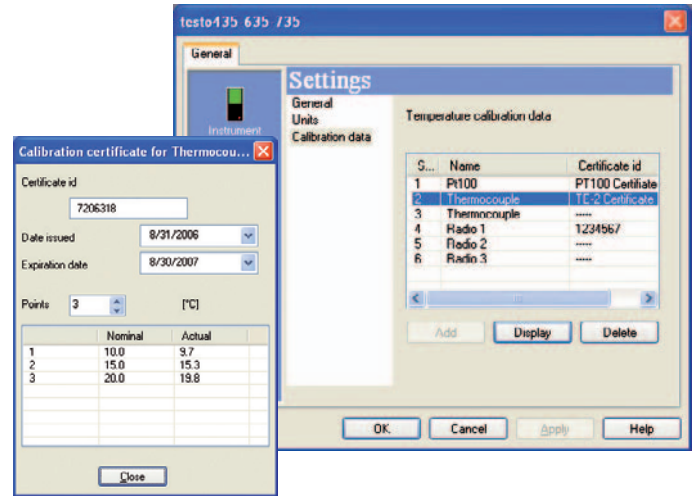 testo435 635 735
General
Instrument
Settings
General
Units
Calibration data
Temperature calibration data
S... Name Certificate id
1 Pt100 PT100 Certifiate
2 Thermocouple TE-2 Certificate
3 Thermocouple -----
4 Radio 1 1234567
5 Radio 2 -----
6 Radio 3 -----
Add Display Delete
OK Cancel Apply Help
Calibration certificate for Thermocou...
Certificate id
7206318
Date issued 8/31/2006
Expiration date 8/30/2007
Points 3 [°C]
Nominal Actual
1 10.0 9.7
2 15.0 15.3
3 20.0 19.8
Close